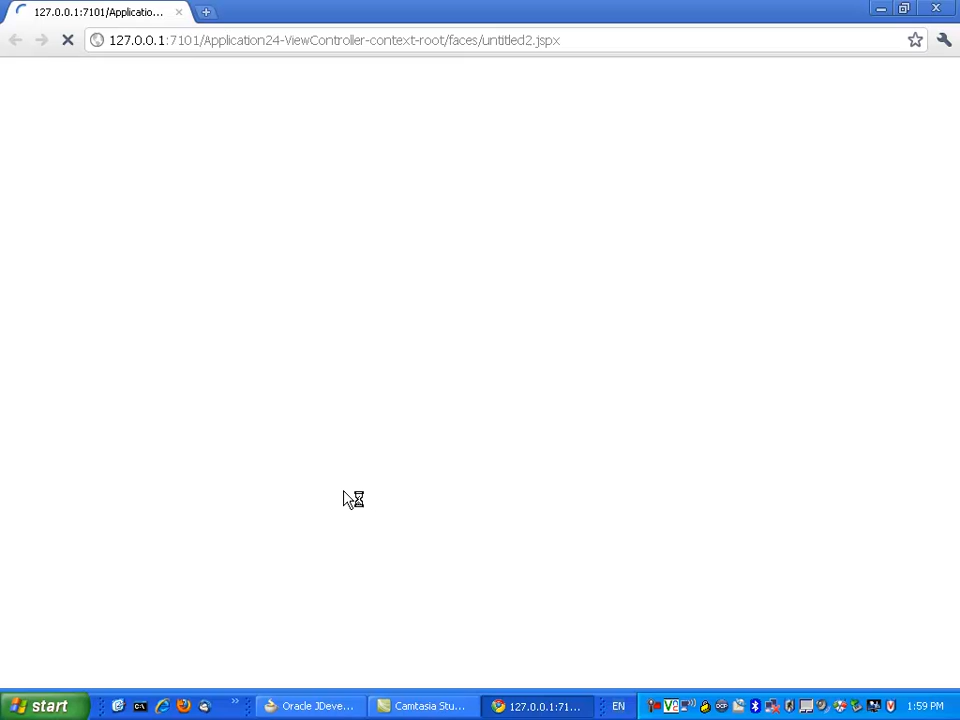 127.0.0.1:7101/Applicatio...
127.0.0.1:7101/Application24-ViewController-context-root/faces/untitled2.jspx
start
Oracle JDeve...
Camtasia Stu...
127.0.0.1:71...
EN
1:59 PM